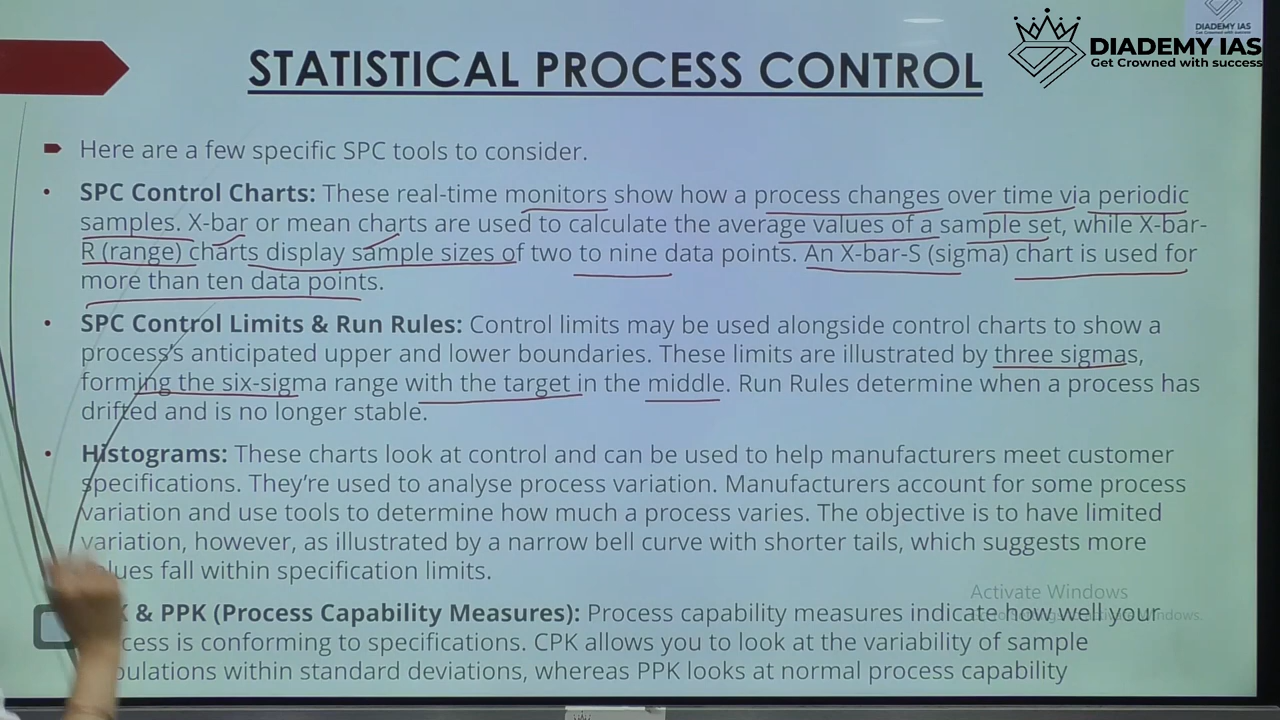 DIADEMY IAS
Get Crowned with success
STATISTICAL PROCESS CONTROL
DIADEMY IAS
Get Crowned with success
Here are a few specific SPC tools to consider.
• SPC Control Charts: These real-time monitors show how a process changes over time via periodic
samples. X-bar or mean charts are used to calculate the average values of a sample set, while X-bar-
R (range) charts display sample sizes of two to nine data points. An X-bar-S (sigma) chart is used for
more than ten data points.
• SPC Control Limits & Run Rules: Control limits may be used alongside control charts to show a
process's anticipated upper and lower boundaries. These limits are illustrated by three sigmas,
forming the six-sigma range with the target in the middle. Run Rules determine when a process has
drifted and is no longer stable.
• Histograms: These charts look at control and can be used to help manufacturers meet customer
specifications. They're used to analyse process variation. Manufacturers account for some process
variation and use tools to determine how much a process varies. The objective is to have limited
variation, however, as illustrated by a narrow bell curve with shorter tails, which suggests more
values fall within specification limits.
Activate Windows
& PPK (Process Capability Measures): Process capability measures indicate how well your
process is conforming to specifications. CPK allows you to look at the variability of sample
populations within standard deviations, whereas PPK looks at normal process capability